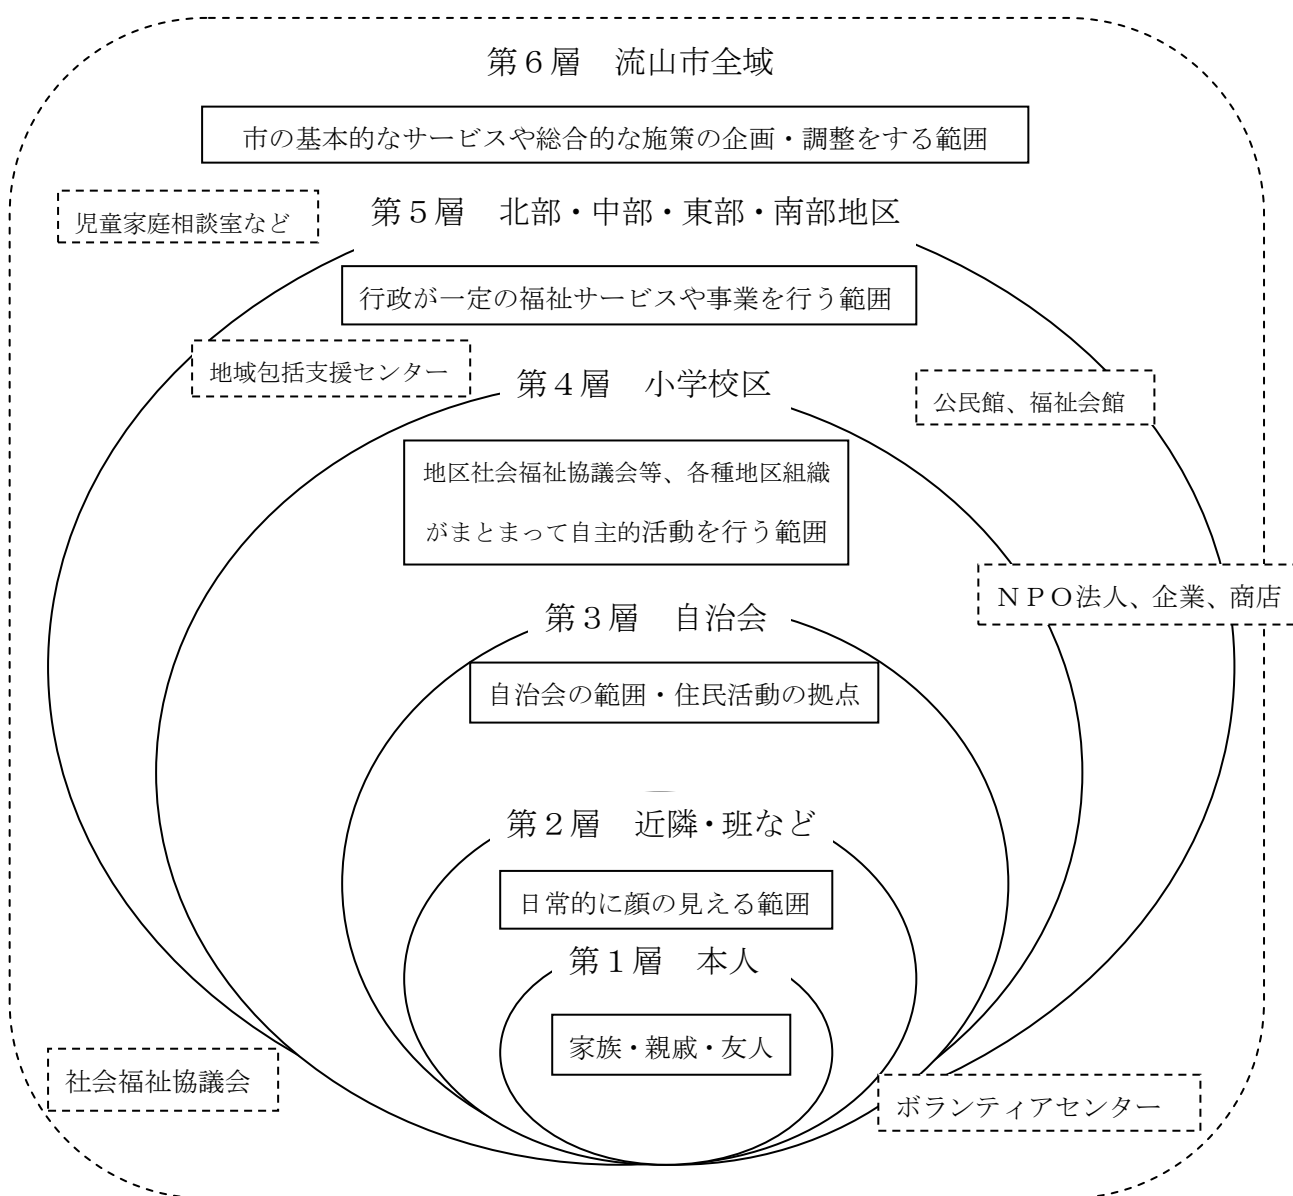 第６層　流山市全域
市の基本的なサービスや総合的な施策の企画・調整をする範囲
児童家庭相談室など
第５層　北部・中部・東部・南部地区
行政が一定の福祉サービスや事業を行う範囲
地域包括支援センター
第４層　小学校区
公民館、福祉会館
地区社会福祉協議会等、各種地区組織
がまとまって自主的活動を行う範囲
ＮＰＯ法人、企業、商店
第３層　自治会
自治会の範囲・住民活動の拠点
第２層　近隣・班など
日常的に顔の見える範囲
第１層　本人
家族・親戚・友人
社会福祉協議会
ボランティアセンター